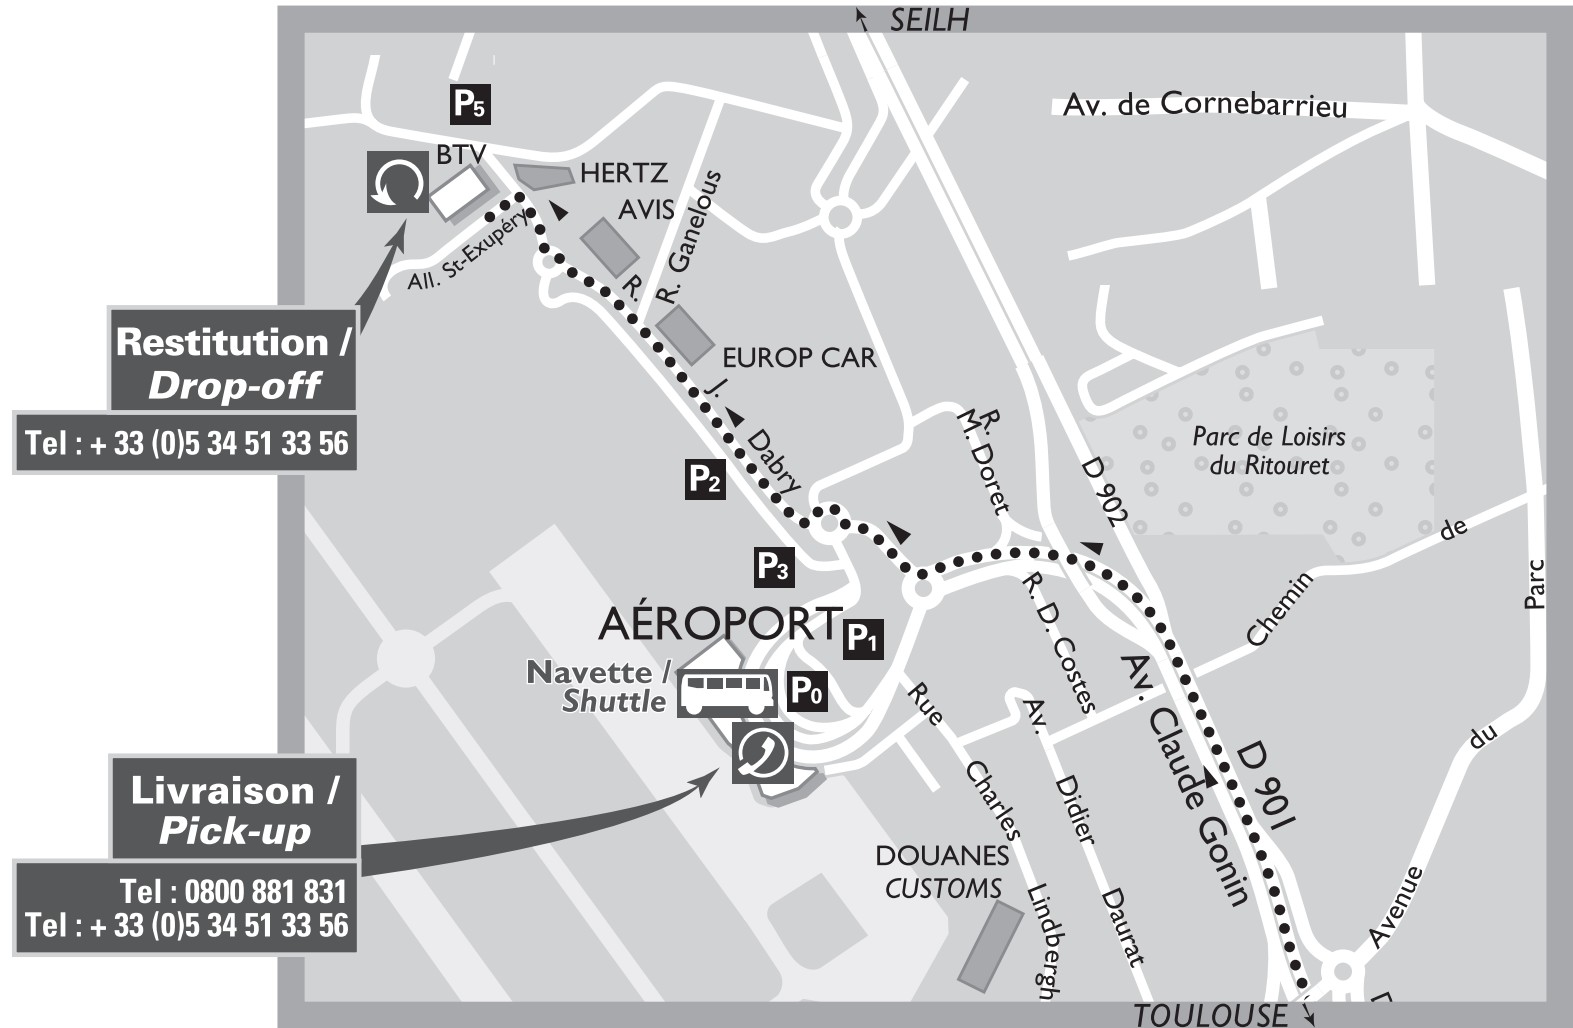 SEILH
Av. de Cornebarrieu
P5
BTV
HERTZ
AVIS
R. Ganelous
All. St-Exupéry
R. J. Dabry
EUROP CAR
Restitution /
Drop-off
Tel : + 33 (0)5 34 51 33 56
R.
M. Doret
D 902
Parc de Loisirs
du Ritouret
P2
P3
AÉROPORT
P1
Navette /
Shuttle
P0
R. D. Costes
Chemin de
Avenue du Parc
Rue Charles Lindbergh
Av. Didier Daurat
Av. Claude Gonin
D 901
Livraison /
Pick-up
Tel : 0800 881 831
Tel : + 33 (0)5 34 51 33 56
DOUANES
CUSTOMS
TOULOUSE